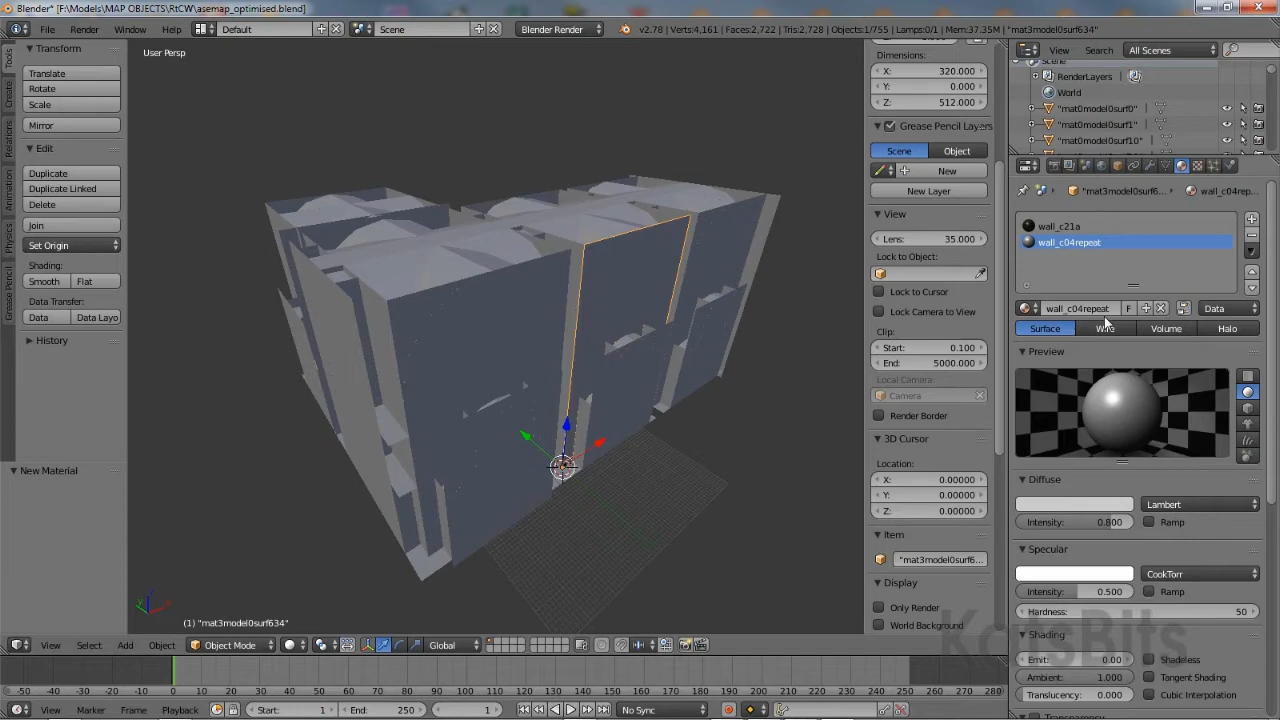 Blender* [F:\Models\MAP OBJECTS\RtCW\asemap_optimised.blend]
File Render Window Help Default Scene Blender Render v2.78 | Verts:4,161 | Faces:2,722 | Tris:2,728 | Objects:1/755 | Lamps:0/1 | Mem:37.35M | "mat3model0surf634"
Tools
Create
Relations
Animation
Physics
Grease Pencil
Transform
Translate
Rotate
Scale
Mirror
Edit
Duplicate
Duplicate Linked
Delete
Join
Set Origin
Shading:
Smooth Flat
Data Transfer:
Data Data Layo
History
New Material
User Persp
(1) "mat3model0surf634"
Dimensions:
X: 320.000
Y: 0.000
Z: 512.000
Grease Pencil Layers
Scene Object
New
New Layer
View
Lens: 35.000
Lock to Object:
Lock to Cursor
Lock Camera to View
Clip:
Start: 0.100
End: 5000.000
Local Camera:
Camera
Render Border
3D Cursor
Location:
X: 0.00000
Y: 0.00000
Z: 0.00000
Item
"mat3model0surf6...
Display
Only Render
World Background
View Search All Scenes
Scene
RenderLayers
World
"mat0model0surf0"
"mat0model0surf1"
"mat0model0surf10"
"mat3model0surf6... wall_c04rep...
wall_c21a
wall_c04repeat
wall_c04repeat F Data
Surface Wire Volume Halo
Preview
Diffuse
Lambert
Intensity: 0.800 Ramp
Specular
CookTorr
Intensity: 0.500 Ramp
Hardness: 50
KatsBits
Shading
Emit: 0.00 Shadeless
Ambient: 1.000 Tangent Shading
Translucency: 0.000 Cubic Interpolation
Transparency
View Select Add Object Object Mode Global
-50 -40 -30 -20 -10 0 10 20 30 40 50 60 70 80 90 100 110 120 130 140 150 160 170 180 190 200 210 220 230 240 250 260 270 280
View Marker Frame Playback Start: 1 End: 250 1 No Sync